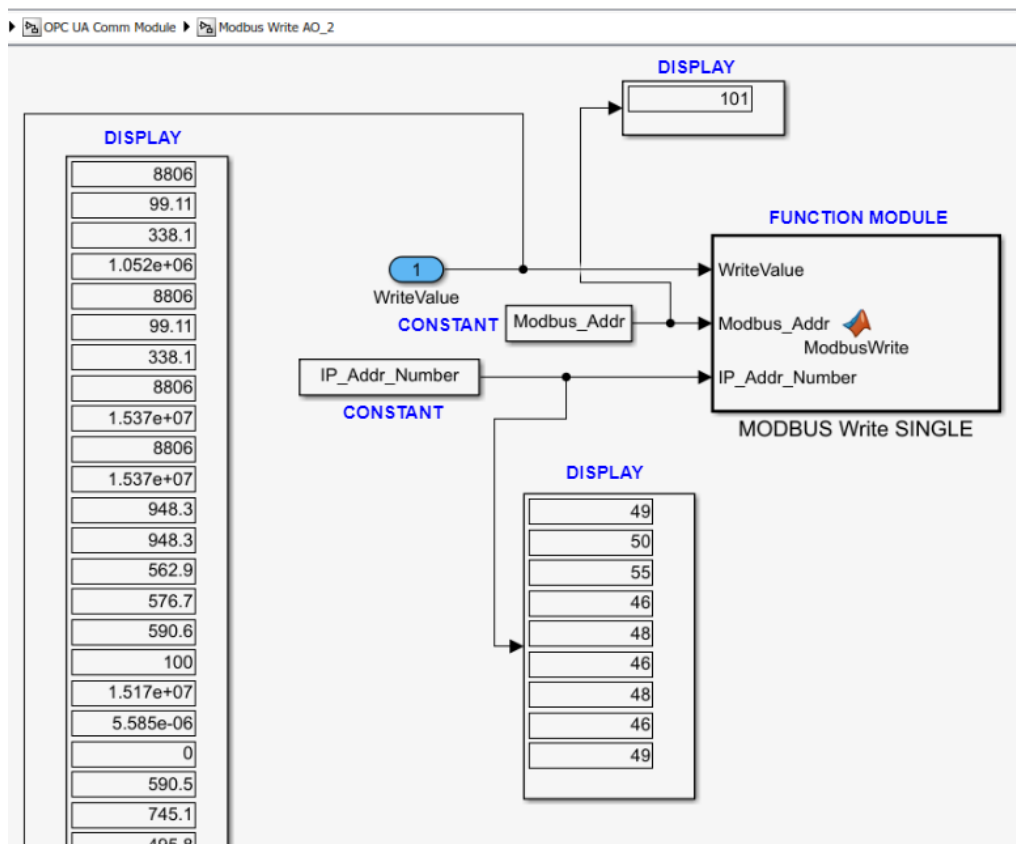 OPC UA Comm Module Modbus Write AO_2
DISPLAY
101
DISPLAY
8806
99.11
338.1
1.052e+06
8806
99.11
338.1
8806
1.537e+07
8806
1.537e+07
948.3
948.3
562.9
576.7
590.6
100
1.517e+07
5.585e-06
0
590.5
745.1
495.8
FUNCTION MODULE
1
WriteValue
WriteValue
CONSTANT
Modbus_Addr
Modbus_Addr
ModbusWrite
IP_Addr_Number
IP_Addr_Number
CONSTANT
MODBUS Write SINGLE
DISPLAY
49
50
55
46
48
46
48
46
49